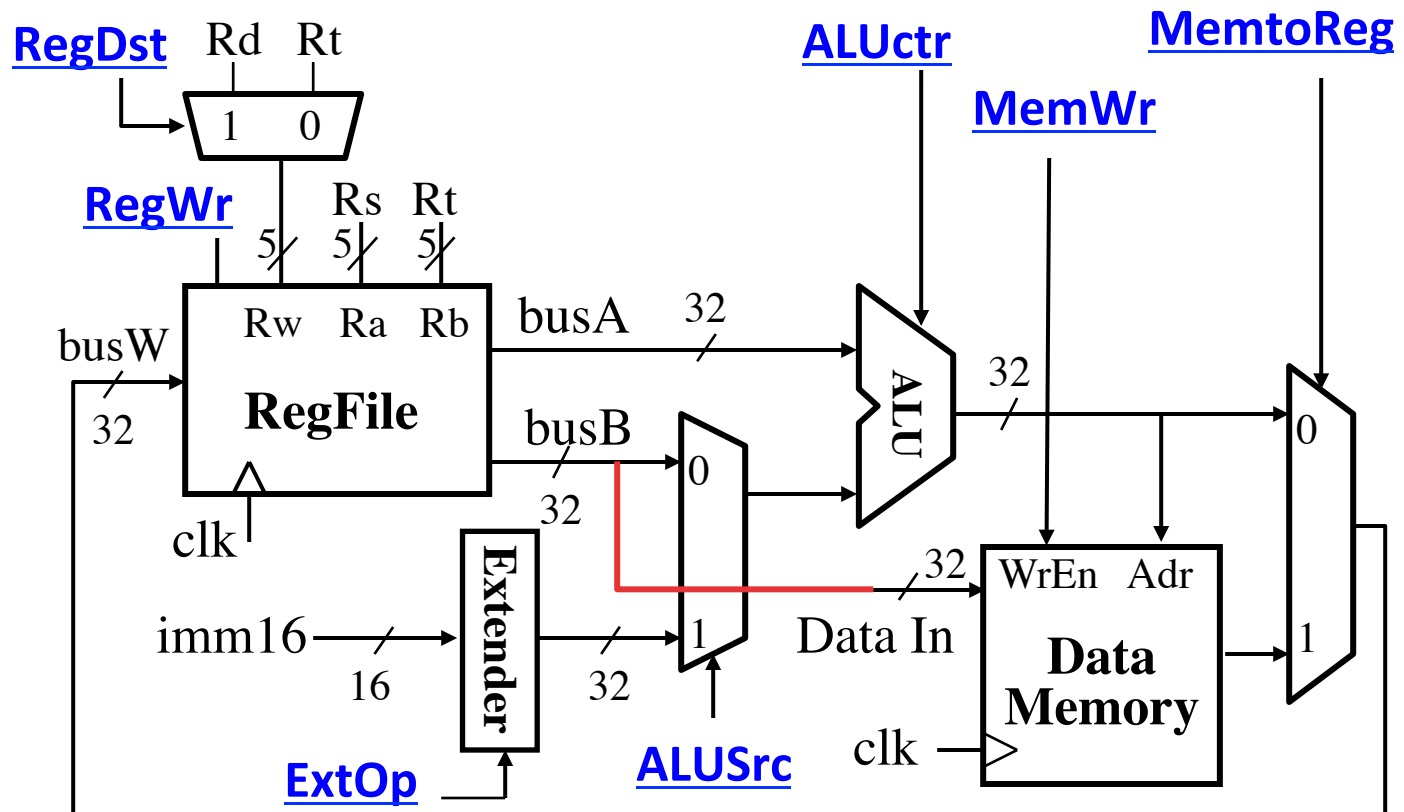 RegDst
Rd Rt
ALUctr
MemtoReg
MemWr
1 0
RegWr
Rs Rt
5 5 5
busW
32
Rw Ra Rb
RegFile
clk
busA
32
busB
32
0
1
ALU
32
0
1
Extender
imm16
16
32
ExtOp
ALUSrc
32
Data In
WrEn Adr
Data
Memory
clk